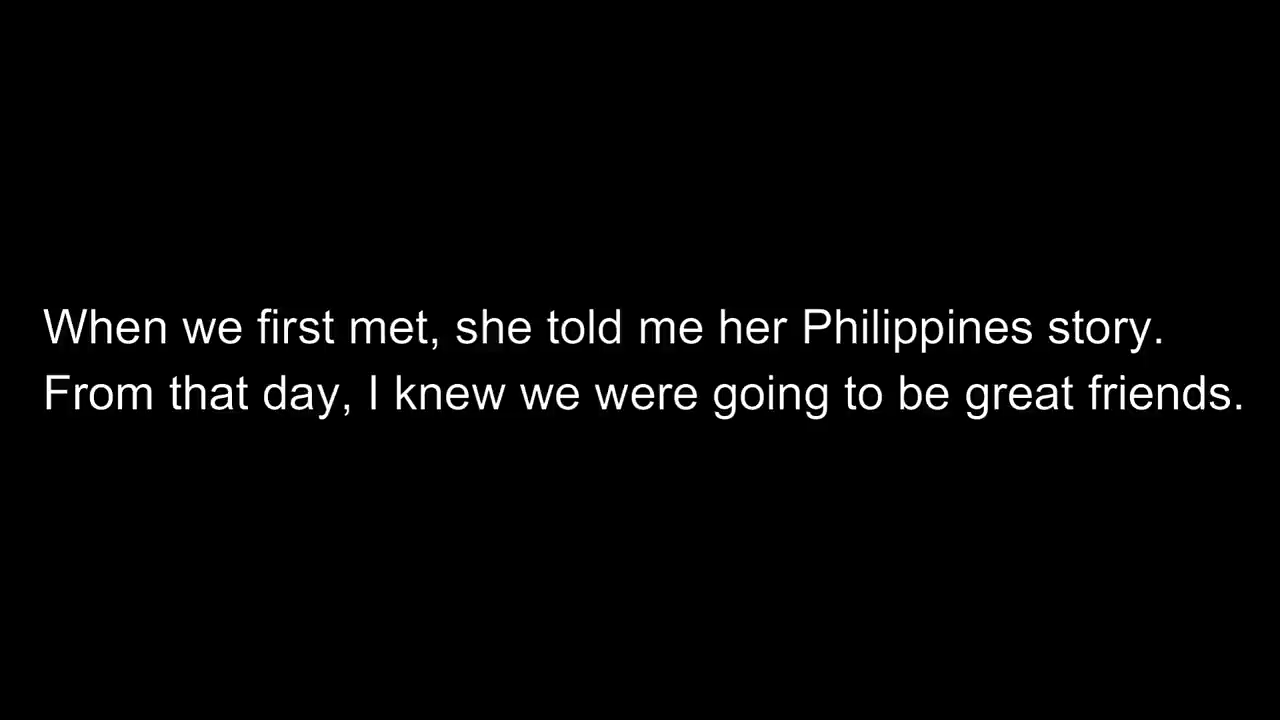 When we first met, she told me her Philippines story.
From that day, I knew we were going to be great friends.